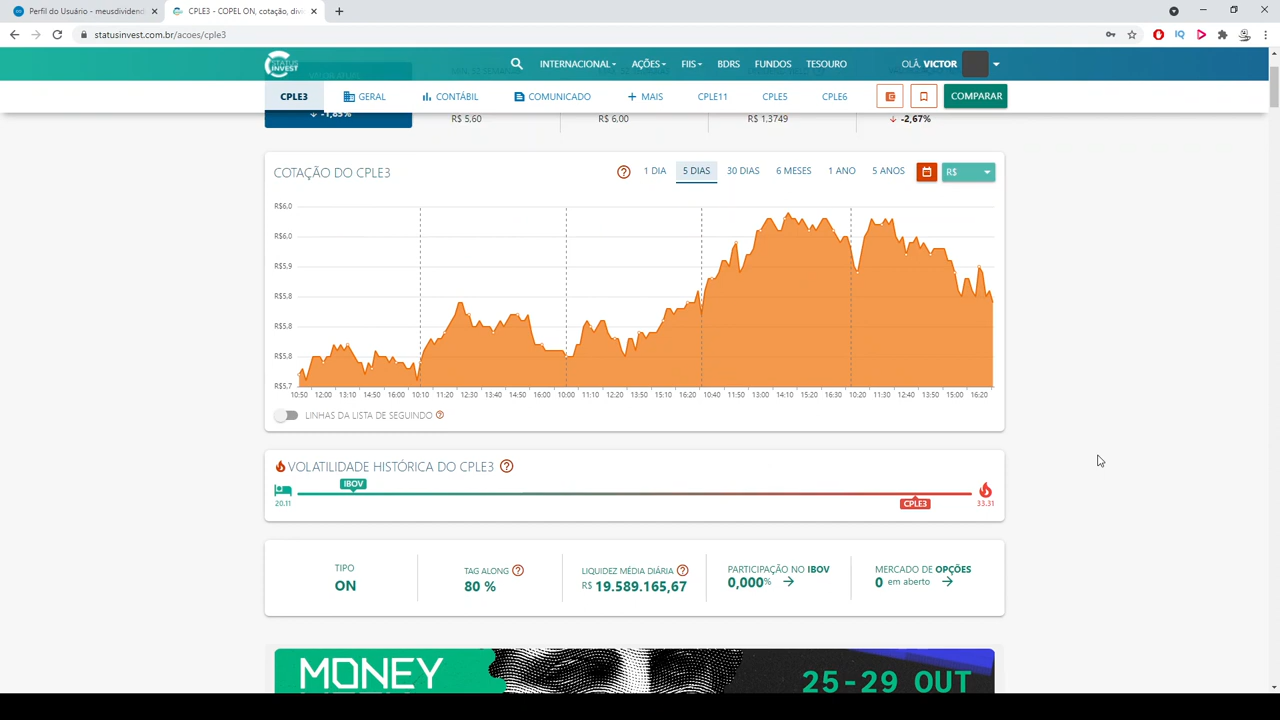 Perfil do Usuário - meusdividend
CPLE3 - COPEL ON, cotação, divi
statusinvest.com.br/acoes/cple3
STATUS
INVEST
INTERNACIONAL
AÇÕES
FIIS
BDRS
FUNDOS
TESOURO
OLÁ, VICTOR
CPLE3
GERAL
CONTÁBIL
COMUNICADO
+ MAIS
CPLE11
CPLE5
CPLE6
COMPARAR
-1,85%
R$ 5,60
R$ 6,00
R$ 1,3749
-2,67%
COTAÇÃO DO CPLE3
1 DIA
5 DIAS
30 DIAS
6 MESES
1 ANO
5 ANOS
R$
R$6.0
R$6.0
R$5.9
R$5.8
R$5.8
R$5.8
R$5.7
10:50 12:00 13:10 14:50 16:00 10:10 11:20 12:30 13:40 14:50 16:00 10:00 11:10 12:20 13:50 15:10 16:20 10:40 11:50 13:00 14:10 15:20 16:30 10:20 11:30 12:40 13:50 15:00 16:20
LINHAS DA LISTA DE SEGUINDO
VOLATILIDADE HISTÓRICA DO CPLE3
IBOV
20.11
CPLE3
33.31
TIPO
ON
TAG ALONG
80 %
LIQUIDEZ MÉDIA DIÁRIA
R$ 19.589.165,67
PARTICIPAÇÃO NO IBOV
0,000%
MERCADO DE OPÇÕES
0 em aberto
MONEY
25-29 OUT